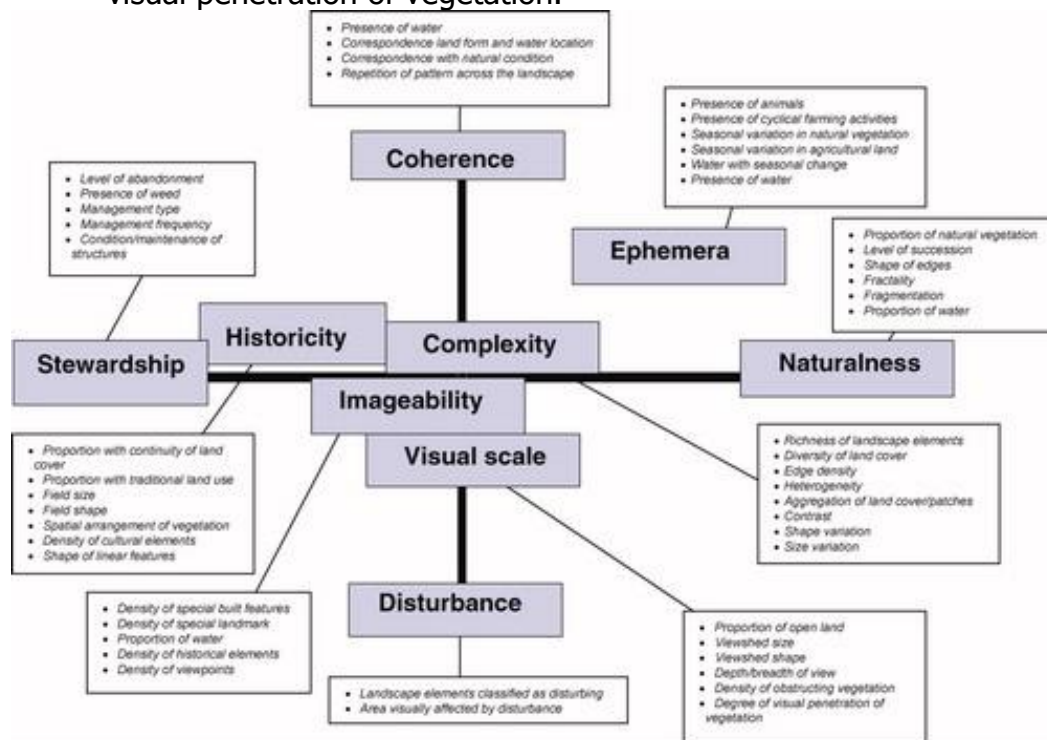 visual penetration of vegetation.
• Presence of water
• Correspondence land form and water location
• Correspondence with natural condition
• Repetition of pattern across the landscape
Coherence
• Presence of animals
• Presence of cyclical farming activities
• Seasonal variation in natural vegetation
• Seasonal variation in agricultural land
• Water with seasonal change
• Presence of water
Ephemera
• Level of abandonment
• Presence of weed
• Management type
• Management frequency
• Condition/maintenance of
structures
Stewardship
Historicity
Complexity
• Proportion of natural vegetation
• Level of succession
• Shape of edges
• Fractality
• Fragmentation
• Proportion of water
Naturalness
Imageability
Visual scale
• Proportion with continuity of land
cover
• Proportion with traditional land use
• Field size
• Field shape
• Spatial arrangement of vegetation
• Density of cultural elements
• Shape of linear features
• Richness of landscape elements
• Diversity of land cover
• Edge density
• Heterogeneity
• Aggregation of land cover/patches
• Contrast
• Shape variation
• Size variation
• Density of special built features
• Density of special landmark
• Proportion of water
• Density of historical elements
• Density of viewpoints
Disturbance
• Landscape elements classified as disturbing
• Area visually affected by disturbance
• Proportion of open land
• Viewshed size
• Viewshed shape
• Depth/breadth of view
• Density of obstructing vegetation
• Degree of visual penetration of
vegetation